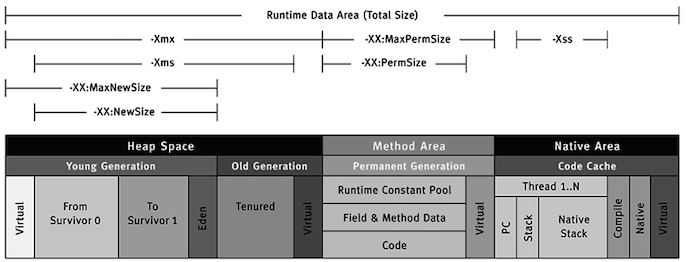 Runtime Data Area (Total Size)
-Xmx
-XX:MaxPermSize
-Xss
-Xms
-XX:PermSize
-XX:MaxNewSize
-XX:NewSize
Heap Space
Method Area
Native Area
Young Generation
Old Generation
Permanent Generation
Code Cache
Virtual
From
Survivor 0
To
Survivor 1
Eden
Tenured
Virtual
Runtime Constant Pool
Field & Method Data
Code
Virtual
Thread 1..N
PC
Stack
Native
Stack
Compile
Native
Virtual